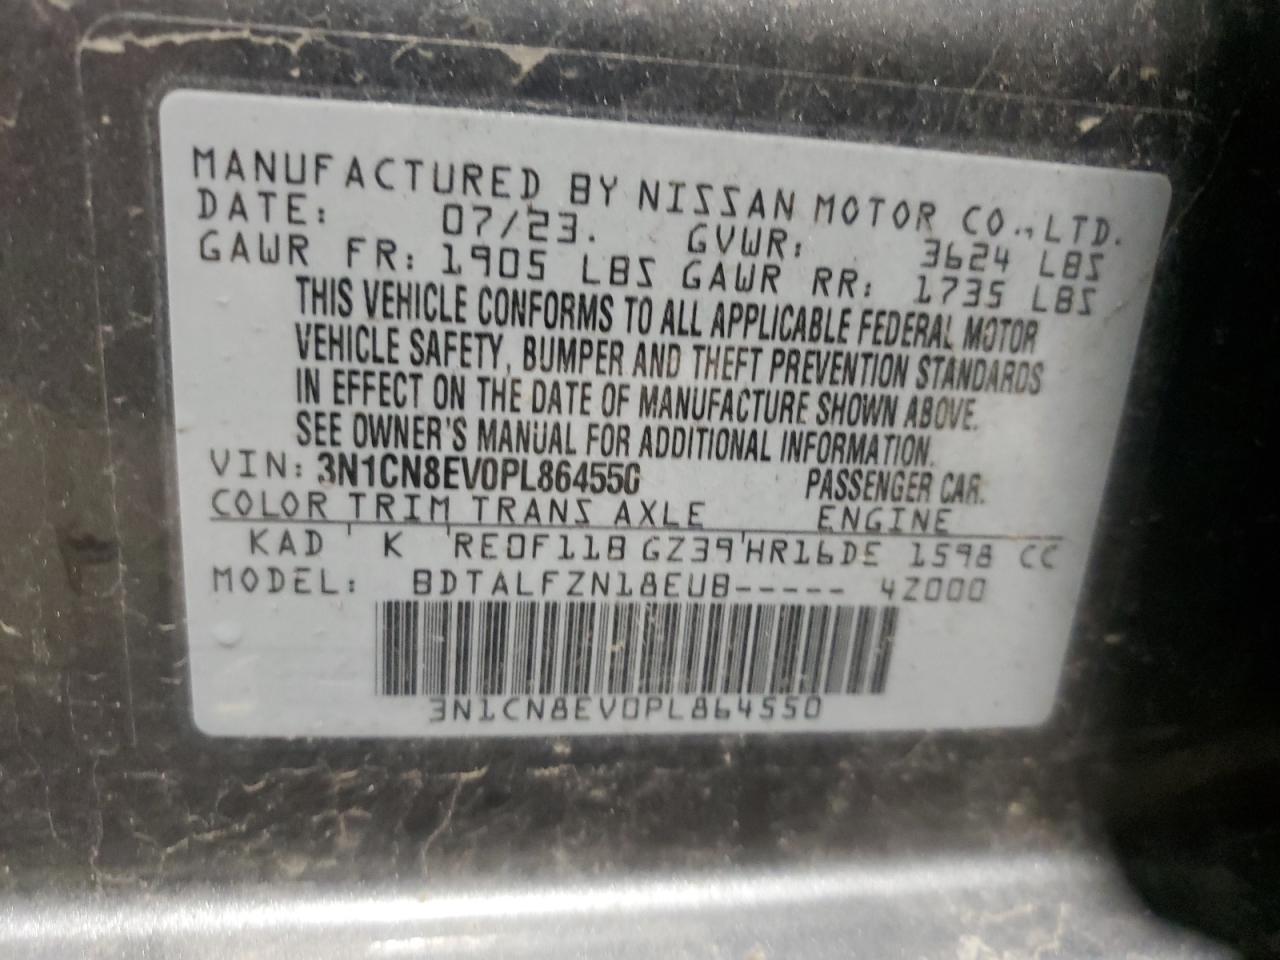 MANUFACTURED BY NISSAN MOTOR CO., LTD.
DATE: 07/23. GVWR: 3624 LBS
GAWR FR: 1905 LBS GAWR RR: 1735 LBS
THIS VEHICLE CONFORMS TO ALL APPLICABLE FEDERAL MOTOR
VEHICLE SAFETY, BUMPER AND THEFT PREVENTION STANDARDS
IN EFFECT ON THE DATE OF MANUFACTURE SHOWN ABOVE.
SEE OWNER'S MANUAL FOR ADDITIONAL INFORMATION.
VIN: 3N1CN8EV0PL864550 PASSENGER CAR.
COLOR TRIM TRANS AXLE ENGINE
KAD K RE0F11B GZ39 HR16DE 1598 CC
MODEL: BDTALFZN18EUB----- 4Z000
3N1CN8EV0PL864550